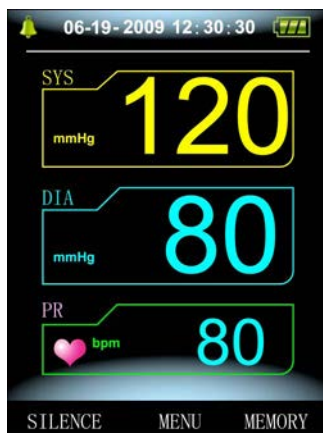 06-19-2009 12:30:30
SYS
120
mmHg
DIA
80
mmHg
PR
bpm
80
SILENCE MENU MEMORY